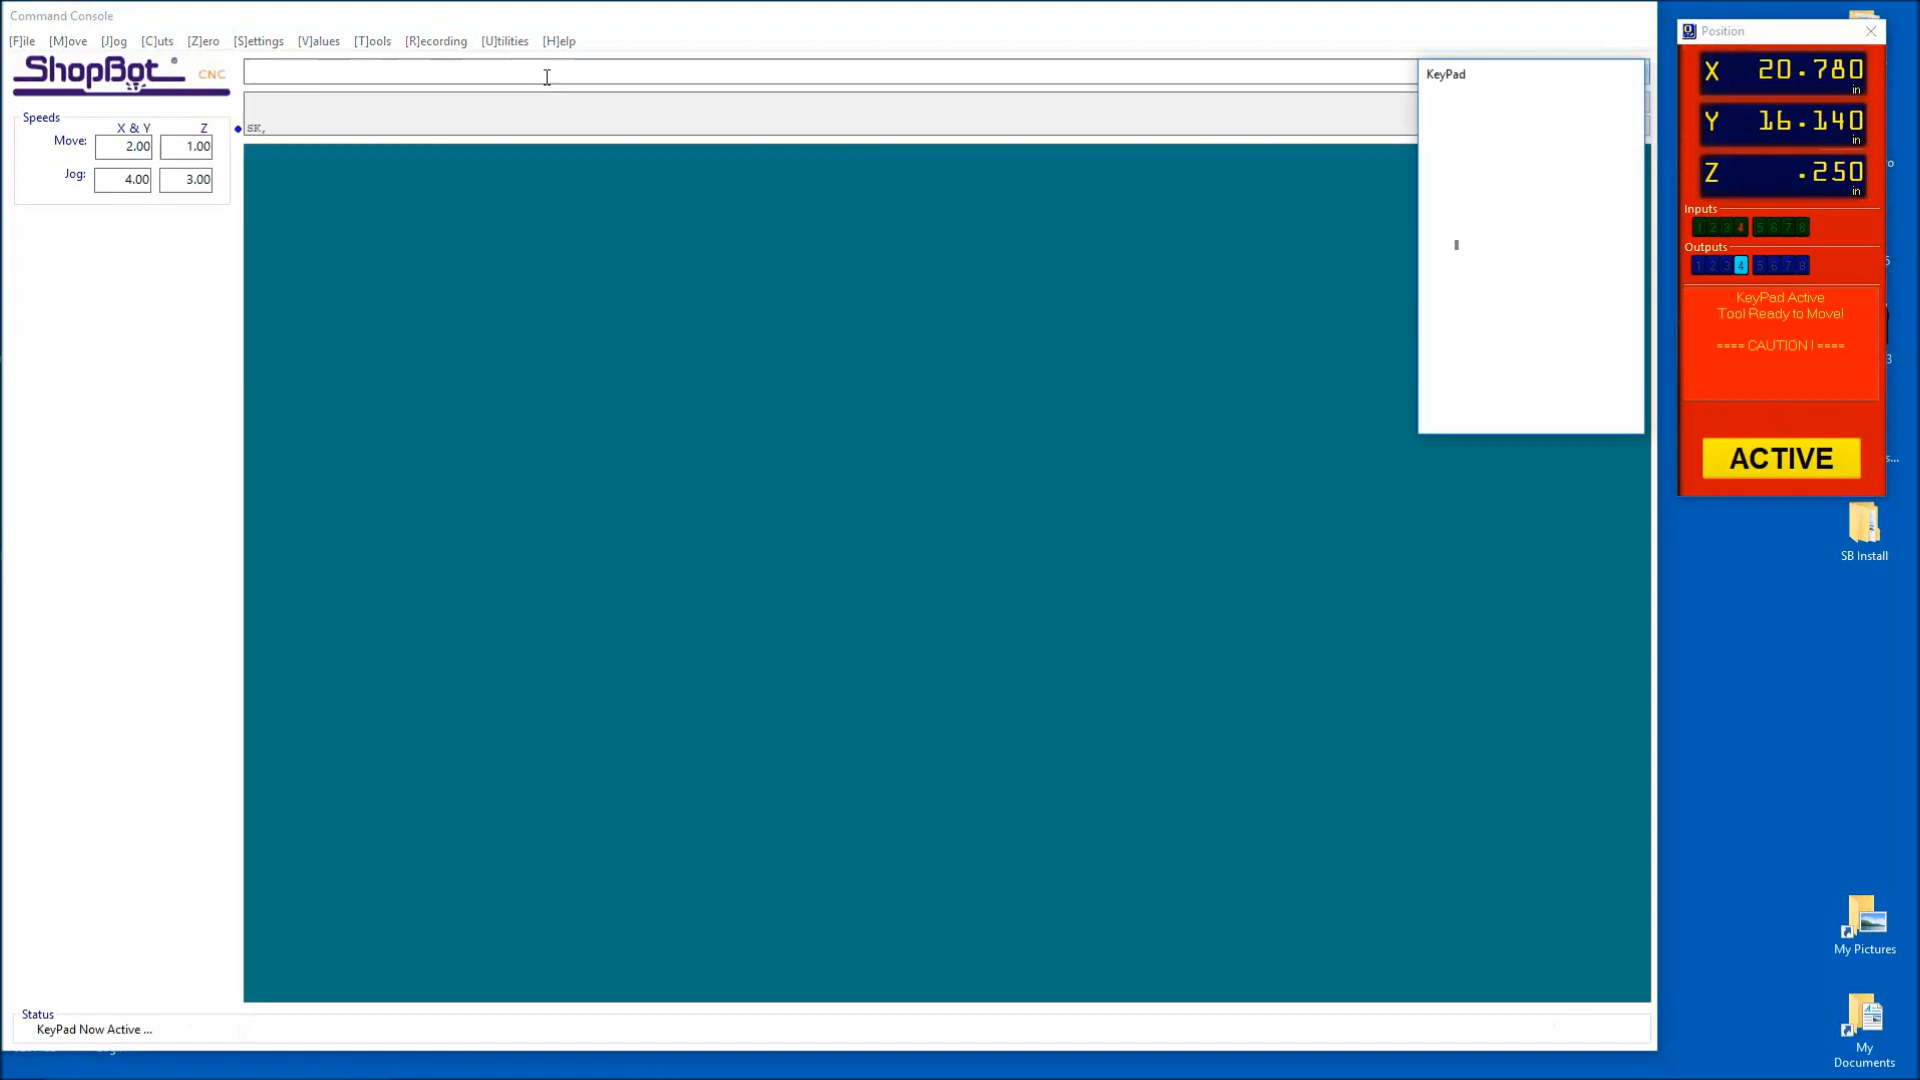 Command Console
[F]ile [M]ove [J]og [C]uts [Z]ero [S]ettings [V]alues [T]ools [R]ecording [U]tilities [H]elp
ShopBot® CNC
SK,
Speeds
X & Y Z
Move: 2.00 1.00
Jog: 4.00 3.00
KeyPad
Position
X 20.780 in
Y 16.140 in
Z .250 in
Inputs
1 2 3 4 5 6 7 8
Outputs
1 2 3 4 5 6 7 8
KeyPad Active
Tool Ready to Move!
==== CAUTION ! ====
ACTIVE
SB Install
My Pictures
My Documents
Status
KeyPad Now Active ...